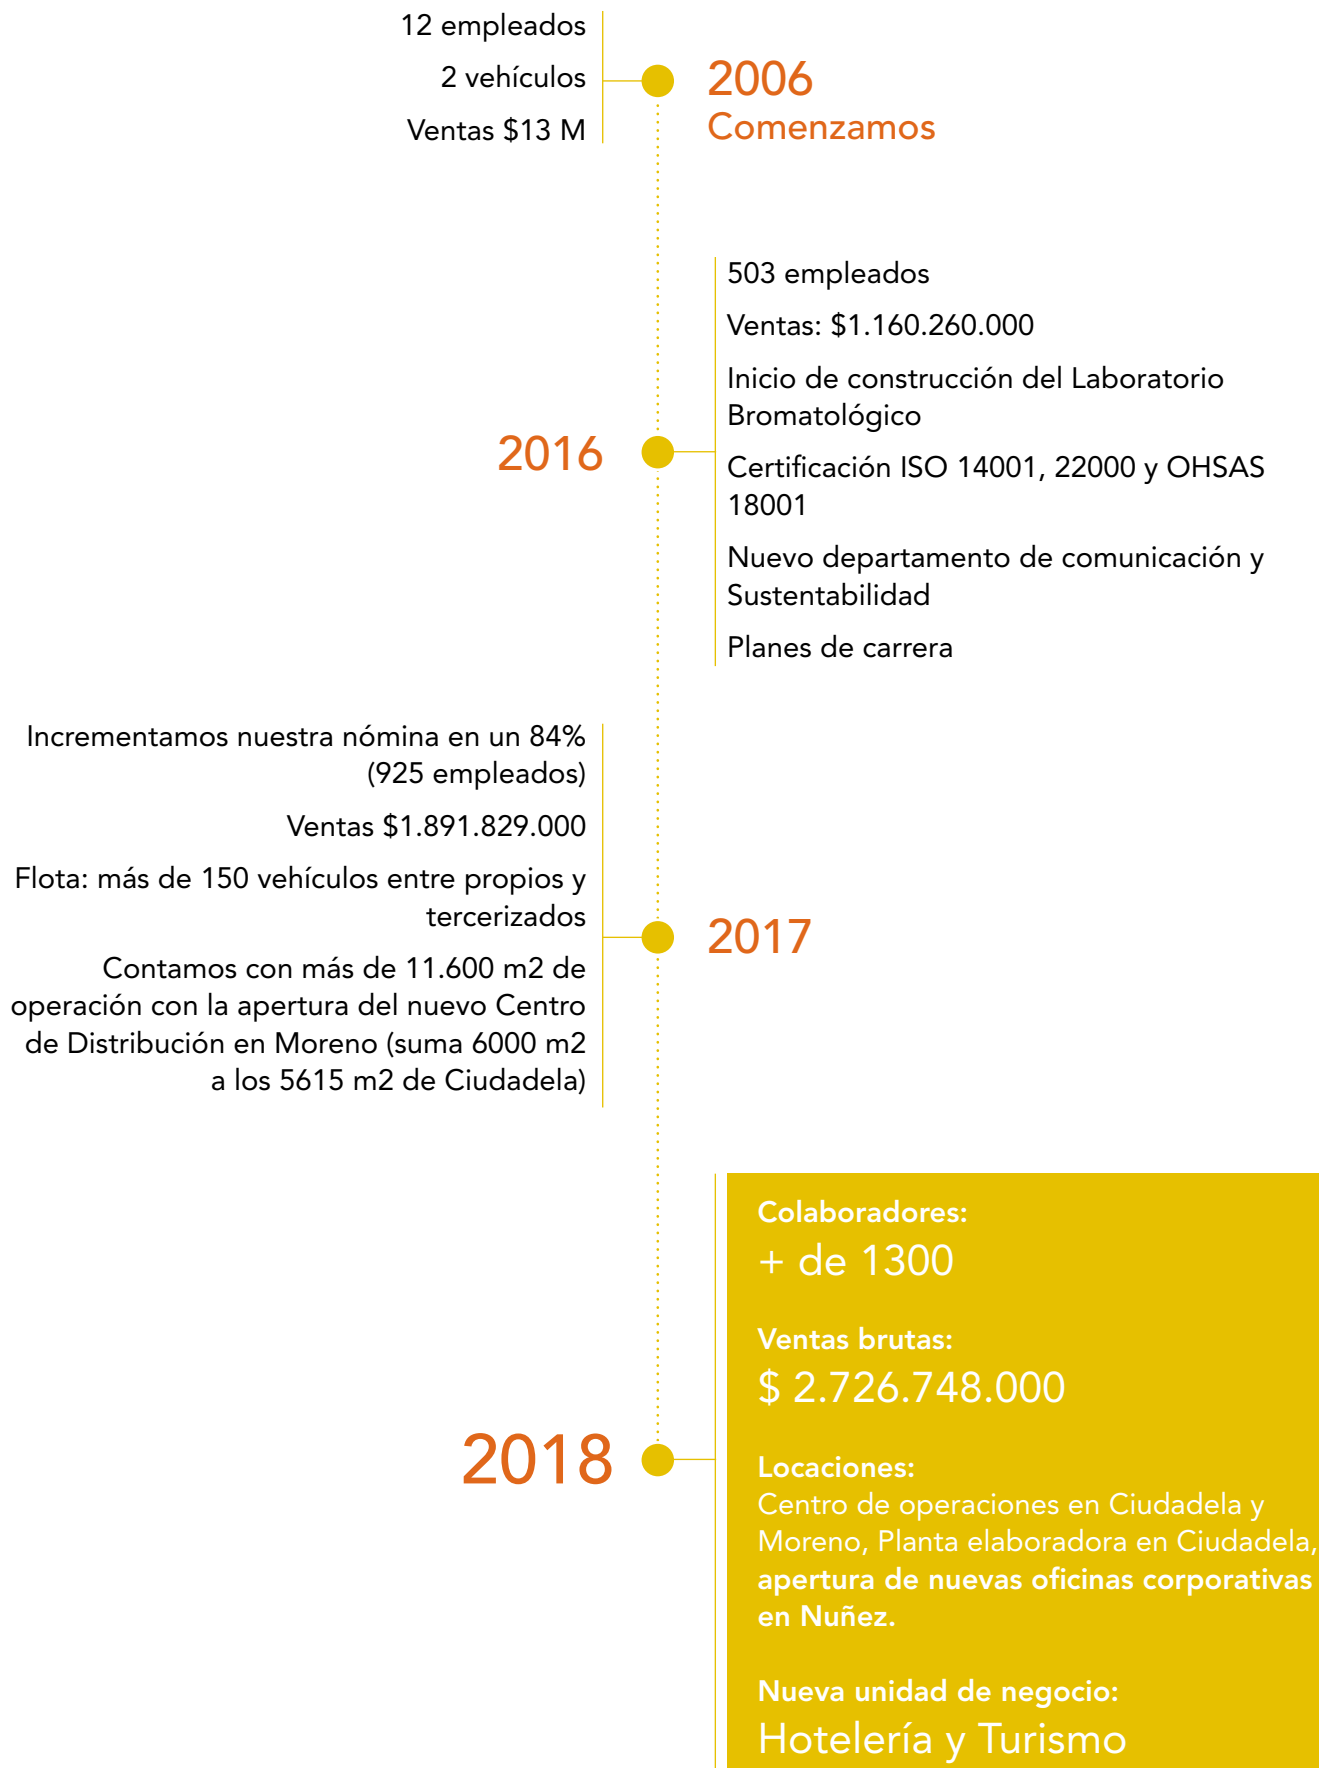 12 empleados
2 vehículos
Ventas $13 M
2006
Comenzamos
503 empleados
Ventas: $1.160.260.000
Inicio de construcción del Laboratorio
Bromatológico
Certificación ISO 14001, 22000 y OHSAS
18001
Nuevo departamento de comunicación y
Sustentabilidad
Planes de carrera
2016
Incrementamos nuestra nómina en un 84%
(925 empleados)
Ventas $1.891.829.000
Flota: más de 150 vehículos entre propios y
tercerizados
Contamos con más de 11.600 m2 de
operación con la apertura del nuevo Centro
de Distribución en Moreno (suma 6000 m2
a los 5615 m2 de Ciudadela)
2017
2018
Colaboradores:
+ de 1300
Ventas brutas:
$ 2.726.748.000
Locaciones:
Centro de operaciones en Ciudadela y
Moreno, Planta elaboradora en Ciudadela,
apertura de nuevas oficinas corporativas
en Nuñez.
Nueva unidad de negocio:
Hotelería y Turismo